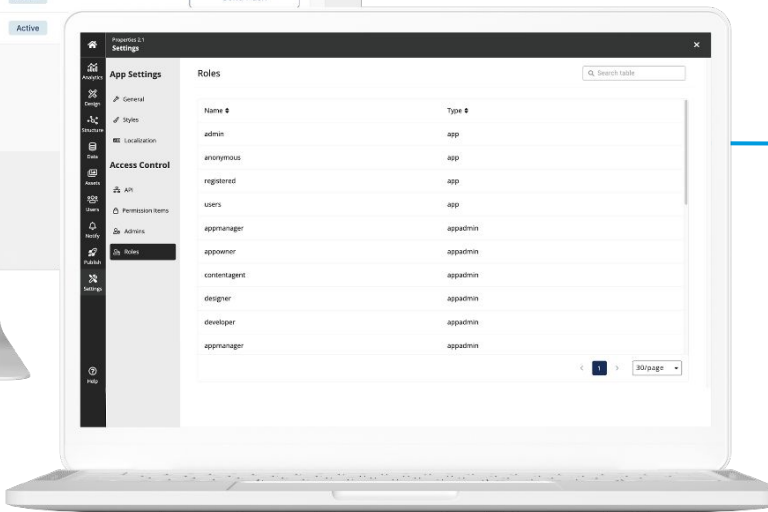 Active
Properties 2.1
Settings
Analytics
Design
Structure
Data
Assets
Users
Notify
Publish
Settings
Help
App Settings
General
Styles
Localization
Access Control
API
Permission items
Admins
Roles
Roles
Search table
Name
Type
admin
app
anonymous
app
registered
app
users
app
appmanager
appadmin
appowner
appadmin
contentagent
appadmin
designer
appadmin
developer
appadmin
appmanager
appadmin
1
30/page